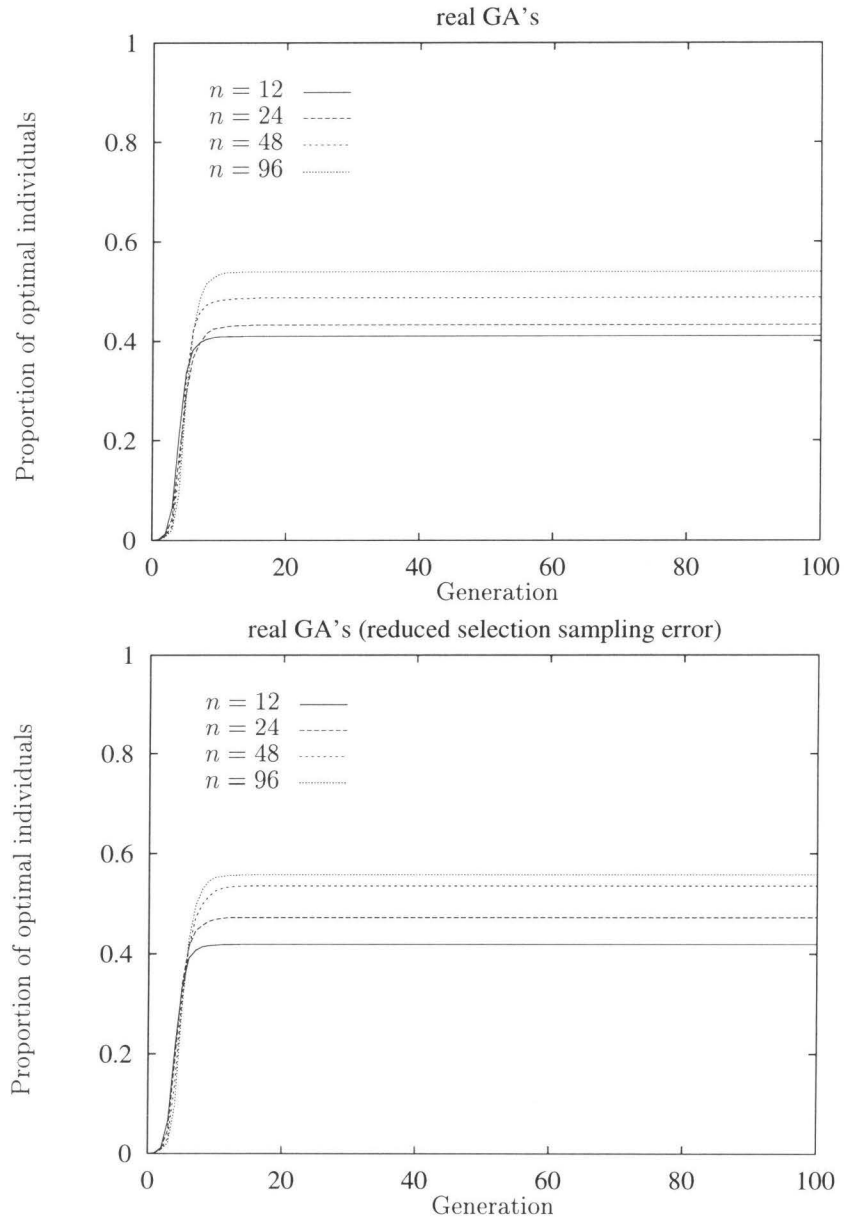 real GA's
1
0.8
0.6
0.4
0.2
0
Proportion of optimal individuals
n = 12
n = 24
n = 48
n = 96
0 20 40 60 80 100
Generation
real GA's (reduced selection sampling error)
1
0.8
0.6
0.4
0.2
0
Proportion of optimal individuals
n = 12
n = 24
n = 48
n = 96
0 20 40 60 80 100
Generation